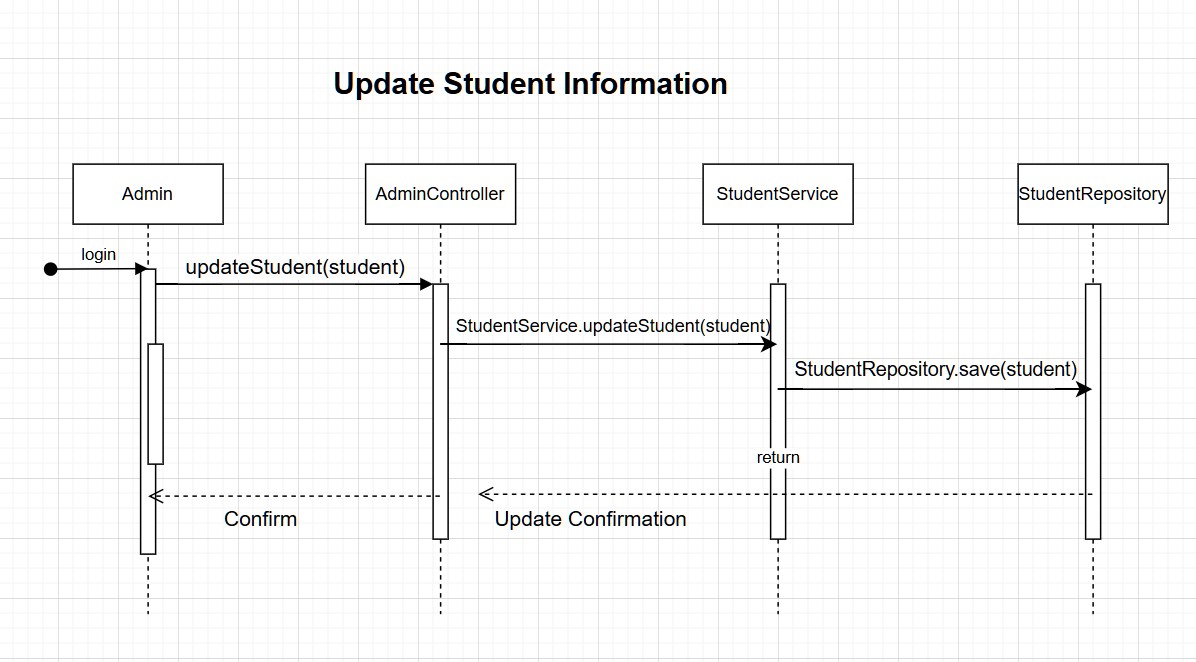 Update Student Information
Admin
AdminController
StudentService
StudentRepository
login
updateStudent(student)
StudentService.updateStudent(student)
StudentRepository.save(student)
return
Confirm
Update Confirmation